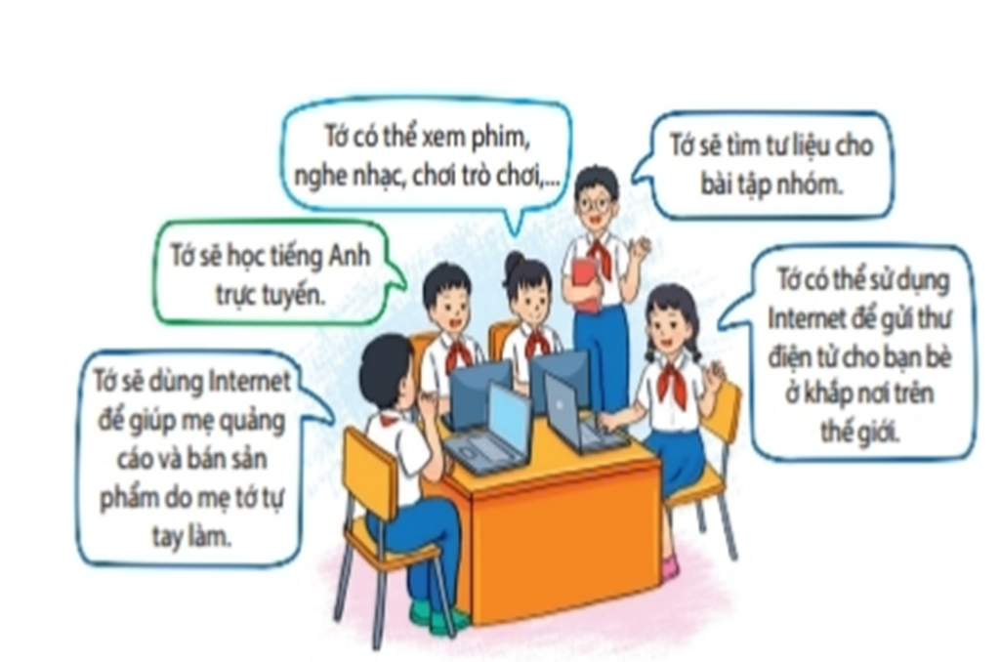 Tớ có thể xem phim,
nghe nhạc, chơi trò chơi,...
Tớ sẽ tìm tư liệu cho
bài tập nhóm.
Tớ sẽ học tiếng Anh
trực tuyến.
Tớ có thể sử dụng
Internet để gửi thư
điện tử cho bạn bè
ở khắp nơi trên
thế giới.
Tớ sẽ dùng Internet
để giúp mẹ quảng
cáo và bán sản
phẩm do mẹ tớ tự
tay làm.